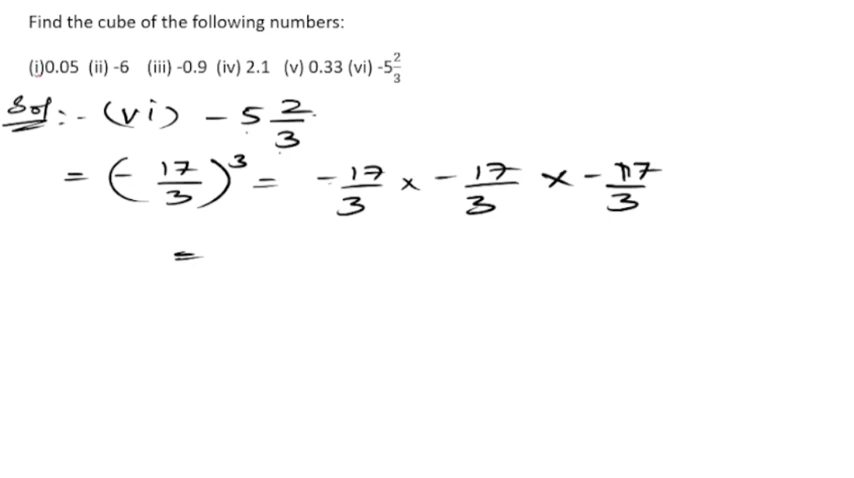 Find the cube of the following numbers:
(i)0.05 (ii) -6 (iii) -0.9 (iv) 2.1 (v) 0.33 (vi) -5 2/3
Sol:- (vi) - 5 2/3
= (- 17/3)³ = - 17/3 × - 17/3 × - 17/3
=